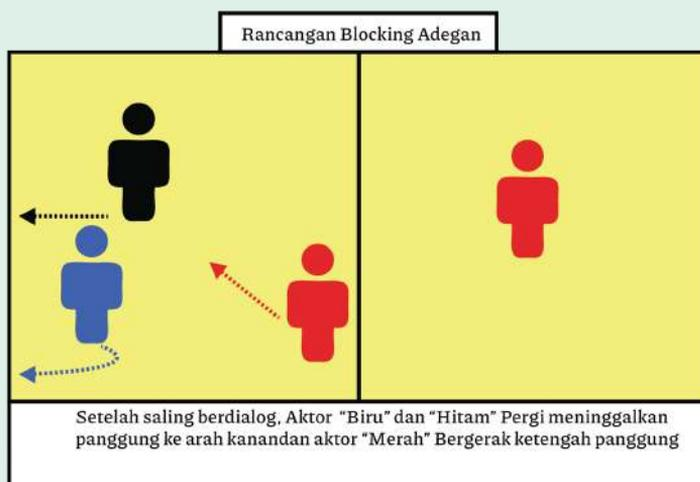 Rancangan Blocking Adegan
Setelah saling berdialog, Aktor “Biru” dan “Hitam” Pergi meninggalkan
panggung ke arah kanandan aktor “Merah” Bergerak ketengah panggung